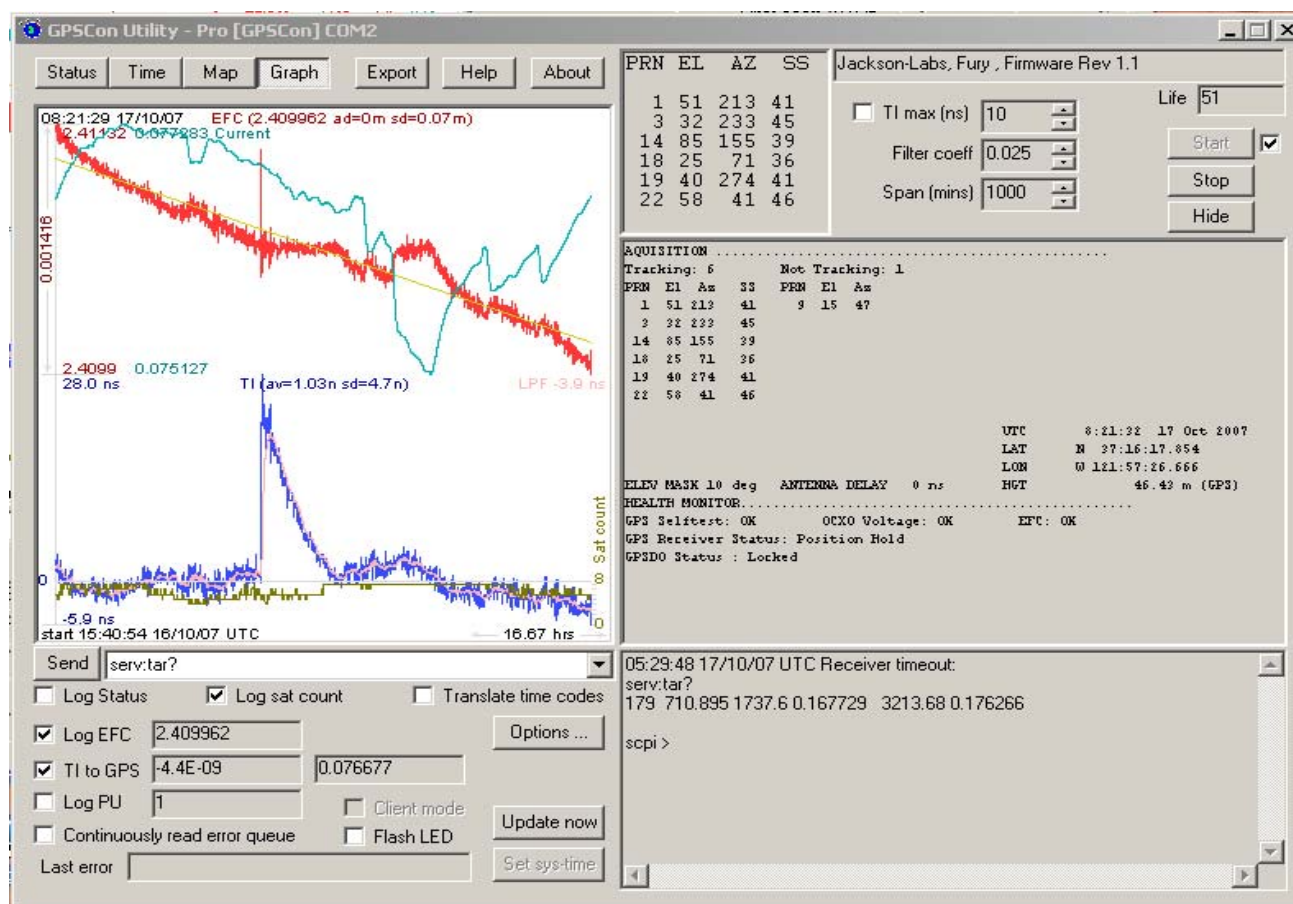 GPSCon Utility - Pro [GPSCon] COM2
Status Time Map Graph Export Help About
08:21:29 17/10/07 EFC (2.409962 ad=0m sd=0.07m)
2.41132 0.077283 Current
0.001416
2.4099 0.075127
28.0 ns TI (av=1.03n sd=4.7n) LPF -3.9 ns
0
-5.9 ns
0 Sat count 8
start 15:40:54 16/10/07 UTC 16.67 hrs
PRN EL AZ SS
1 51 213 41
3 32 233 45
14 85 155 39
18 25 71 36
19 40 274 41
22 58 41 46
Jackson-Labs, Fury , Firmware Rev 1.1
Life 51
TI max (ns) 10
Filter coeff 0.025
Span (mins) 1000
Start
Stop
Hide
AQUISITION ....................................................
Tracking: 6 Not Tracking: 1
PRN El Az SS PRN El Az
1 51 213 41 9 15 47
3 32 233 45
14 85 155 39
18 25 71 36
19 40 274 41
22 58 41 46
UTC 8:21:32 17 Oct 2007
LAT N 37:16:17.854
LON W 121:57:26.666
ELEV MASK 10 deg ANTENNA DELAY 0 ns HGT 46.43 m (GPS)
HEALTH MONITOR....................................................
GPS Selftest: OK OCXO Voltage: OK EFC: OK
GPS Receiver Status: Position Hold
GPSDO Status : Locked
Send serv:tar?
Log Status Log sat count Translate time codes
Log EFC 2.409962 Options ...
TI to GPS -4.4E-09 0.076677
Log PU 1 Client mode
Update now
Continuously read error queue Flash LED
Last error Set sys-time
05:29:48 17/10/07 UTC Receiver timeout:
serv:tar?
179 710.895 1737.6 0.167729 3213.68 0.176266
scpi >